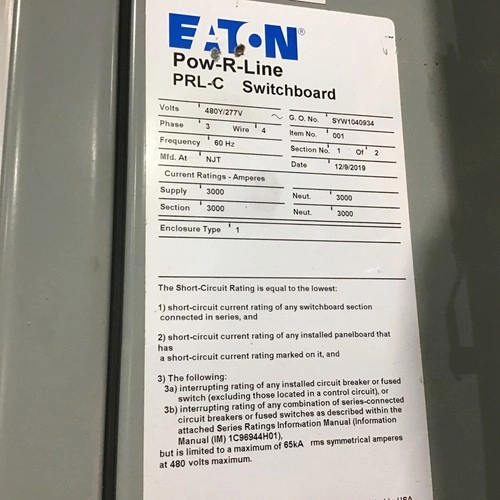 EATON®
Pow-R-Line
PRL-C Switchboard
Volts 480Y/277V ~ G. O. No. SYW1040934
Phase 3 Wire 4 Item No. 001
Frequency 60 Hz Section No. 1 Of 2
Mfd. At NJT Date 12/9/2019
Current Ratings - Amperes
Supply 3000 Neut. 3000
Section 3000 Neut. 3000
Enclosure Type 1
The Short-Circuit Rating is equal to the lowest:
1) short-circuit current rating of any switchboard section
connected in series, and
2) short-circuit current rating of any installed panelboard that
has
a short-circuit current rating marked on it, and
3) The following:
3a) interrupting rating of any installed circuit breaker or fused
switch (excluding those located in a control circuit), or
3b) interrupting rating of any combination of series-connected
circuit breakers or fused switches as described within the
attached Series Ratings Information Manual (Information
Manual (IM) 1C96944H01),
but is limited to a maximum of 65kA rms symmetrical amperes
at 480 volts maximum.
in USA